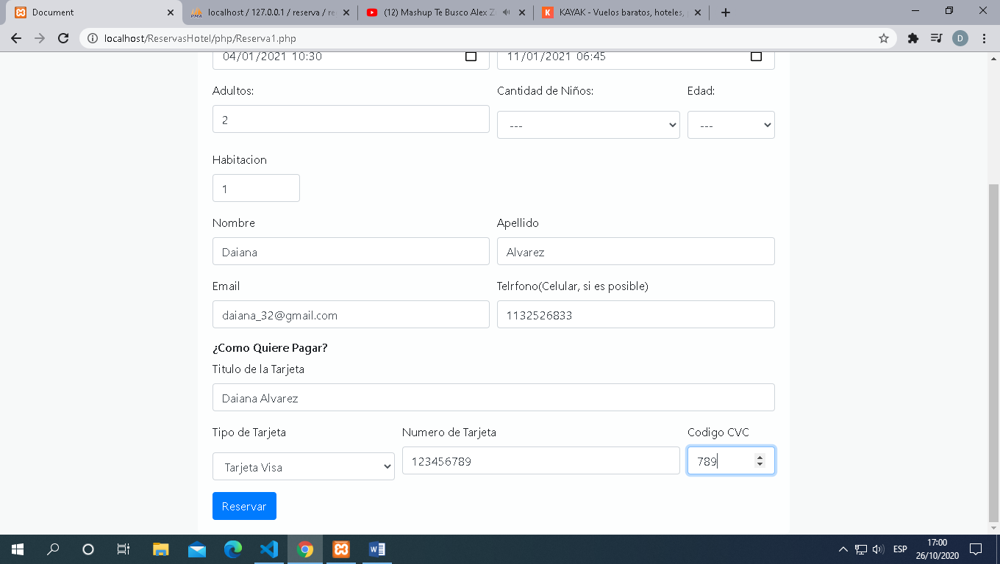 Document
localhost / 127.0.0.1 / reserva / re
(12) Mashup Te Busco Alex Zi
KAYAK - Vuelos baratos, hoteles,
localhost/ReservasHotel/php/Reserva1.php
D
04/01/2021 10:30
11/01/2021 06:45
Adultos:
Cantidad de Niños:
Edad:
2
---
---
Habitacion
1
Nombre
Apellido
Daiana
Alvarez
Email
Telrfono(Celular, si es posible)
daiana_32@gmail.com
1132526833
¿Como Quiere Pagar?
Titulo de la Tarjeta
Daiana Alvarez
Tipo de Tarjeta
Numero de Tarjeta
Codigo CVC
Tarjeta Visa
123456789
789
Reservar
ESP
17:00
26/10/2020